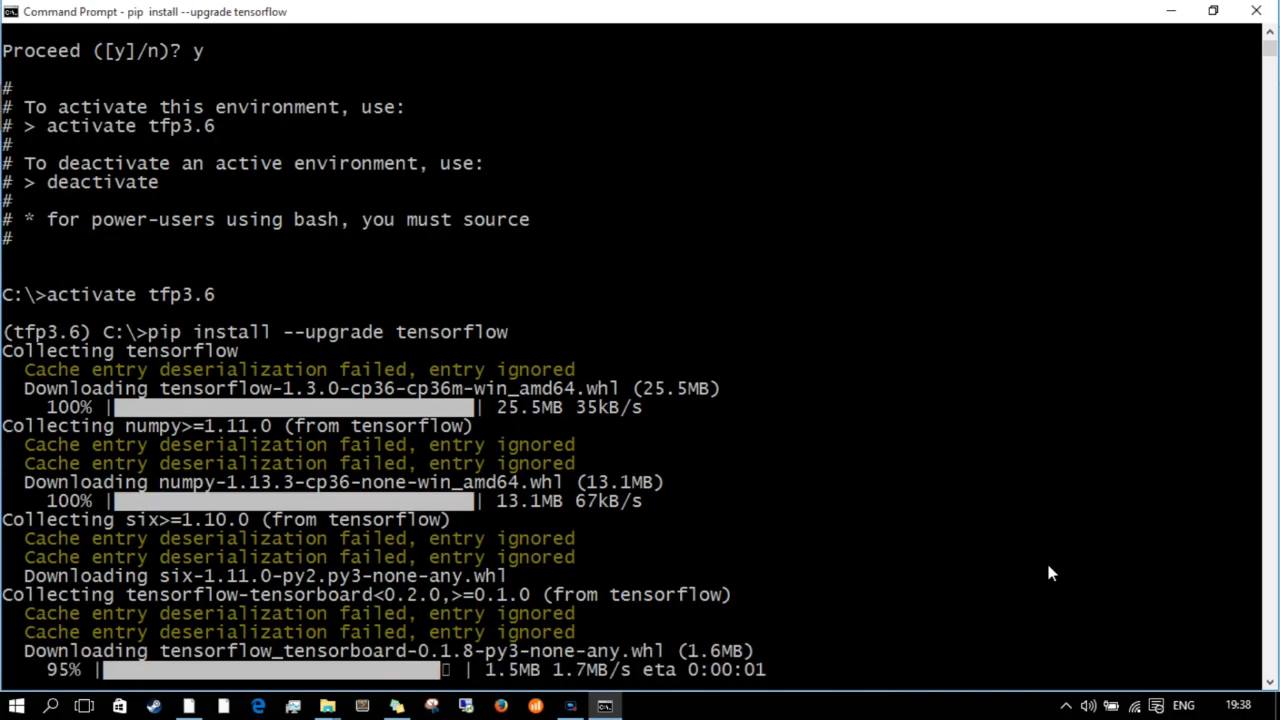 Command Prompt - pip  install --upgrade tensorflow
Proceed ([y]/n)? y
#
# To activate this environment, use:
# > activate tfp3.6
#
# To deactivate an active environment, use:
# > deactivate
#
# * for power-users using bash, you must source
#
C:\>activate tfp3.6
(tfp3.6) C:\>pip install --upgrade tensorflow
Collecting tensorflow
  Cache entry deserialization failed, entry ignored
  Downloading tensorflow-1.3.0-cp36-cp36m-win_amd64.whl (25.5MB)
    100% || 25.5MB 35kB/s
Collecting numpy>=1.11.0 (from tensorflow)
  Cache entry deserialization failed, entry ignored
  Cache entry deserialization failed, entry ignored
  Downloading numpy-1.13.3-cp36-none-win_amd64.whl (13.1MB)
    100% || 13.1MB 67kB/s
Collecting six>=1.10.0 (from tensorflow)
  Cache entry deserialization failed, entry ignored
  Cache entry deserialization failed, entry ignored
  Downloading six-1.11.0-py2.py3-none-any.whl
Collecting tensorflow-tensorboard<0.2.0,>=0.1.0 (from tensorflow)
  Cache entry deserialization failed, entry ignored
  Cache entry deserialization failed, entry ignored
  Downloading tensorflow_tensorboard-0.1.8-py3-none-any.whl (1.6MB)
    95% | | 1.5MB 1.7MB/s eta 0:00:01
ENG 19:38